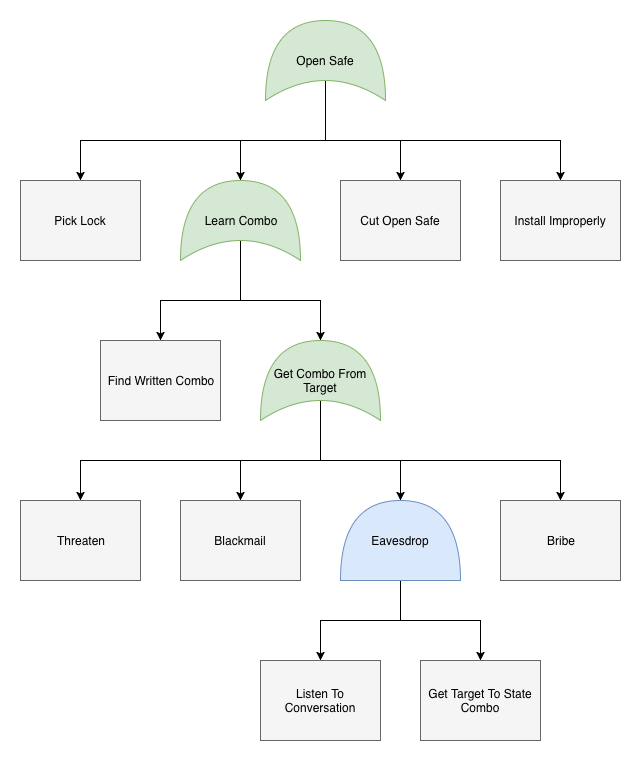 Open Safe
Pick Lock
Learn Combo
Cut Open Safe
Install Improperly
Find Written Combo
Get Combo From
Target
Threaten
Blackmail
Eavesdrop
Bribe
Listen To
Conversation
Get Target To State
Combo